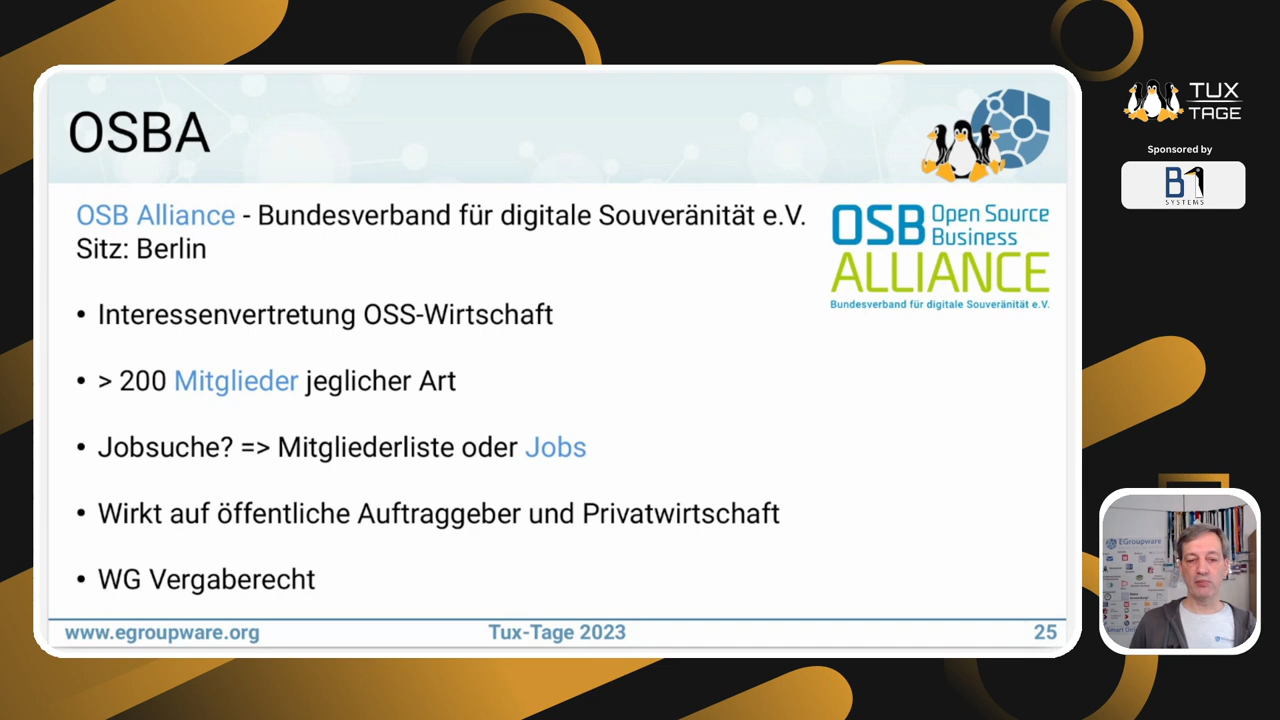 OSBA
OSB Alliance - Bundesverband für digitale Souveränität e.V.
Sitz: Berlin
• Interessenvertretung OSS-Wirtschaft
• > 200 Mitglieder jeglicher Art
• Jobsuche? => Mitgliederliste oder Jobs
• Wirkt auf öffentliche Auftraggeber und Privatwirtschaft
• WG Vergaberecht
OSB Open Source
Business
ALLIANCE
Bundesverband für digitale Souveränität e.V.
www.egroupware.org
Tux-Tage 2023
25
TUX
TAGE
Sponsored by
B1
SYSTEMS
EGroupware